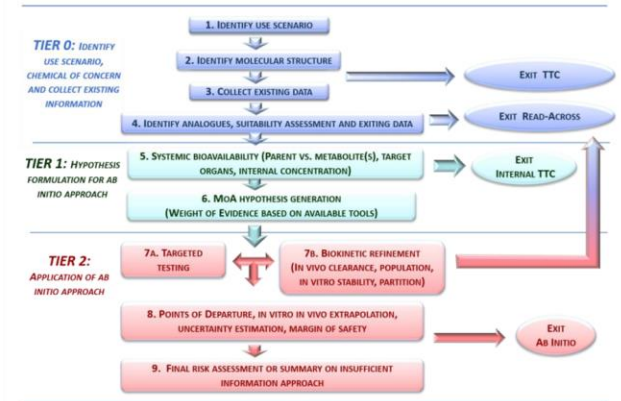 1. IDENTIFY USE SCENARIO
TIER 0: IDENTIFY
USE SCENARIO,
CHEMICAL OF CONCERN
AND COLLECT EXISTING
INFORMATION
2. IDENTIFY MOLECULAR STRUCTURE
EXIT TTC
3. COLLECT EXISTING DATA
4. IDENTIFY ANALOGUES, SUITABILITY ASSESSMENT AND EXITING DATA
EXIT READ-ACROSS
TIER 1: HYPOTHESIS
FORMULATION FOR AB
INITIO APPROACH
5. SYSTEMIC BIOAVAILABILITY (PARENT VS. METABOLITE(S), TARGET
ORGANS, INTERNAL CONCENTRATION)
EXIT
INTERNAL TTC
6. MOA HYPOTHESIS GENERATION
(WEIGHT OF EVIDENCE BASED ON AVAILABLE TOOLS)
TIER 2:
APPLICATION OF AB
INITIO APPROACH
7A. TARGETED
TESTING
7B. BIOKINETIC REFINEMENT
(IN VIVO CLEARANCE, POPULATION,
IN VITRO STABILITY, PARTITION)
8. POINTS OF DEPARTURE, IN VITRO IN VIVO EXTRAPOLATION,
UNCERTAINTY ESTIMATION, MARGIN OF SAFETY
EXIT
AB INITIO
9. FINAL RISK ASSESSMENT OR SUMMARY ON INSUFFICIENT
INFORMATION APPROACH